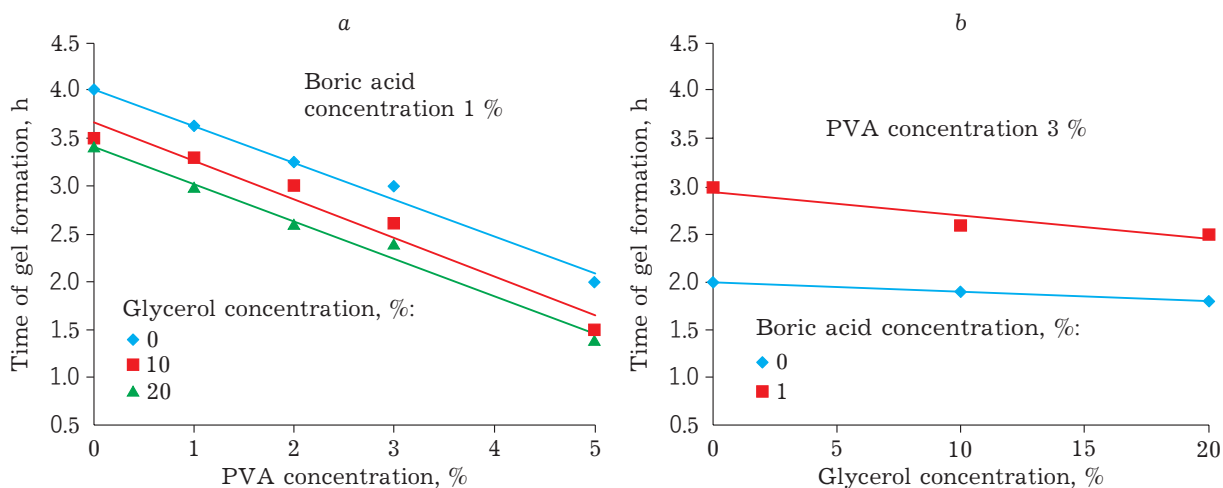 a
4.5
4.0
3.5
3.0
2.5
2.0
1.5
1.0
0.5
Time of gel formation, h
Boric acid
concentration 1 %
Glycerol concentration, %:
0
10
20
0 1 2 3 4 5
PVA concentration, %
b
4.5
4.0
3.5
3.0
2.5
2.0
1.5
1.0
0.5
Time of gel formation, h
PVA concentration 3 %
Boric acid concentration, %:
0
1
0 5 10 15 20
Glycerol concentration, %